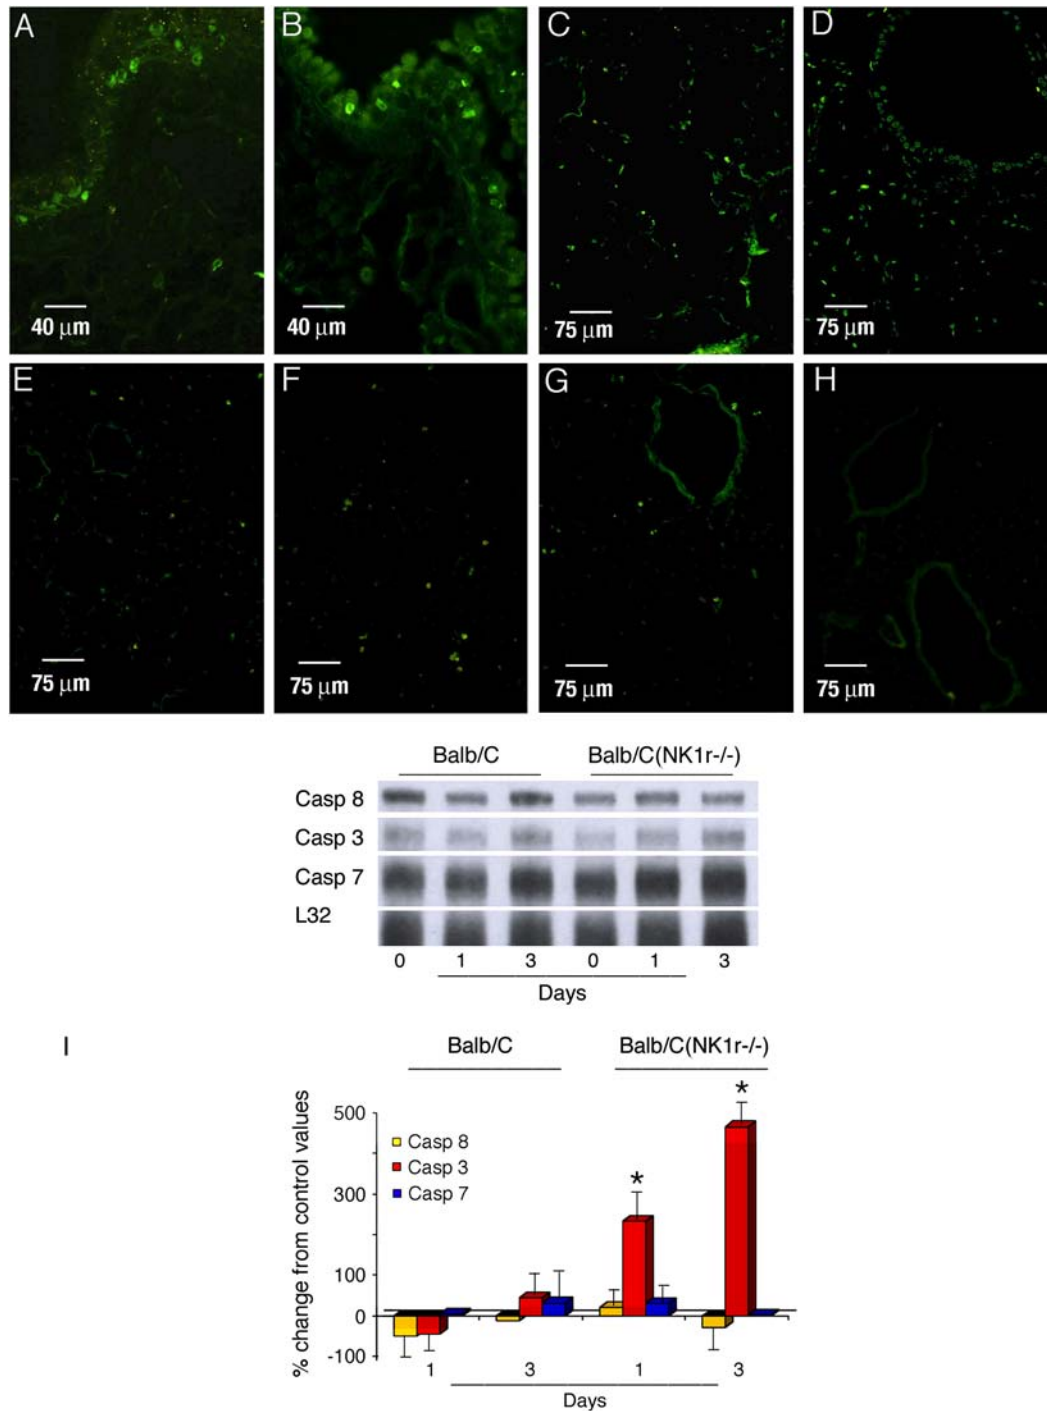 A B C D
40 μm 40 μm 75 μm 75 μm
E F G H
75 μm 75 μm 75 μm 75 μm
Balb/C Balb/C(NK1r-/-)
Casp 8
Casp 3
Casp 7
L32
0 1 3 0 1 3
Days
I
Balb/C Balb/C(NK1r-/-)
% change from control values
500
300
100
0
-100
Casp 8
Casp 3
Casp 7
* *
1 3 1 3
Days